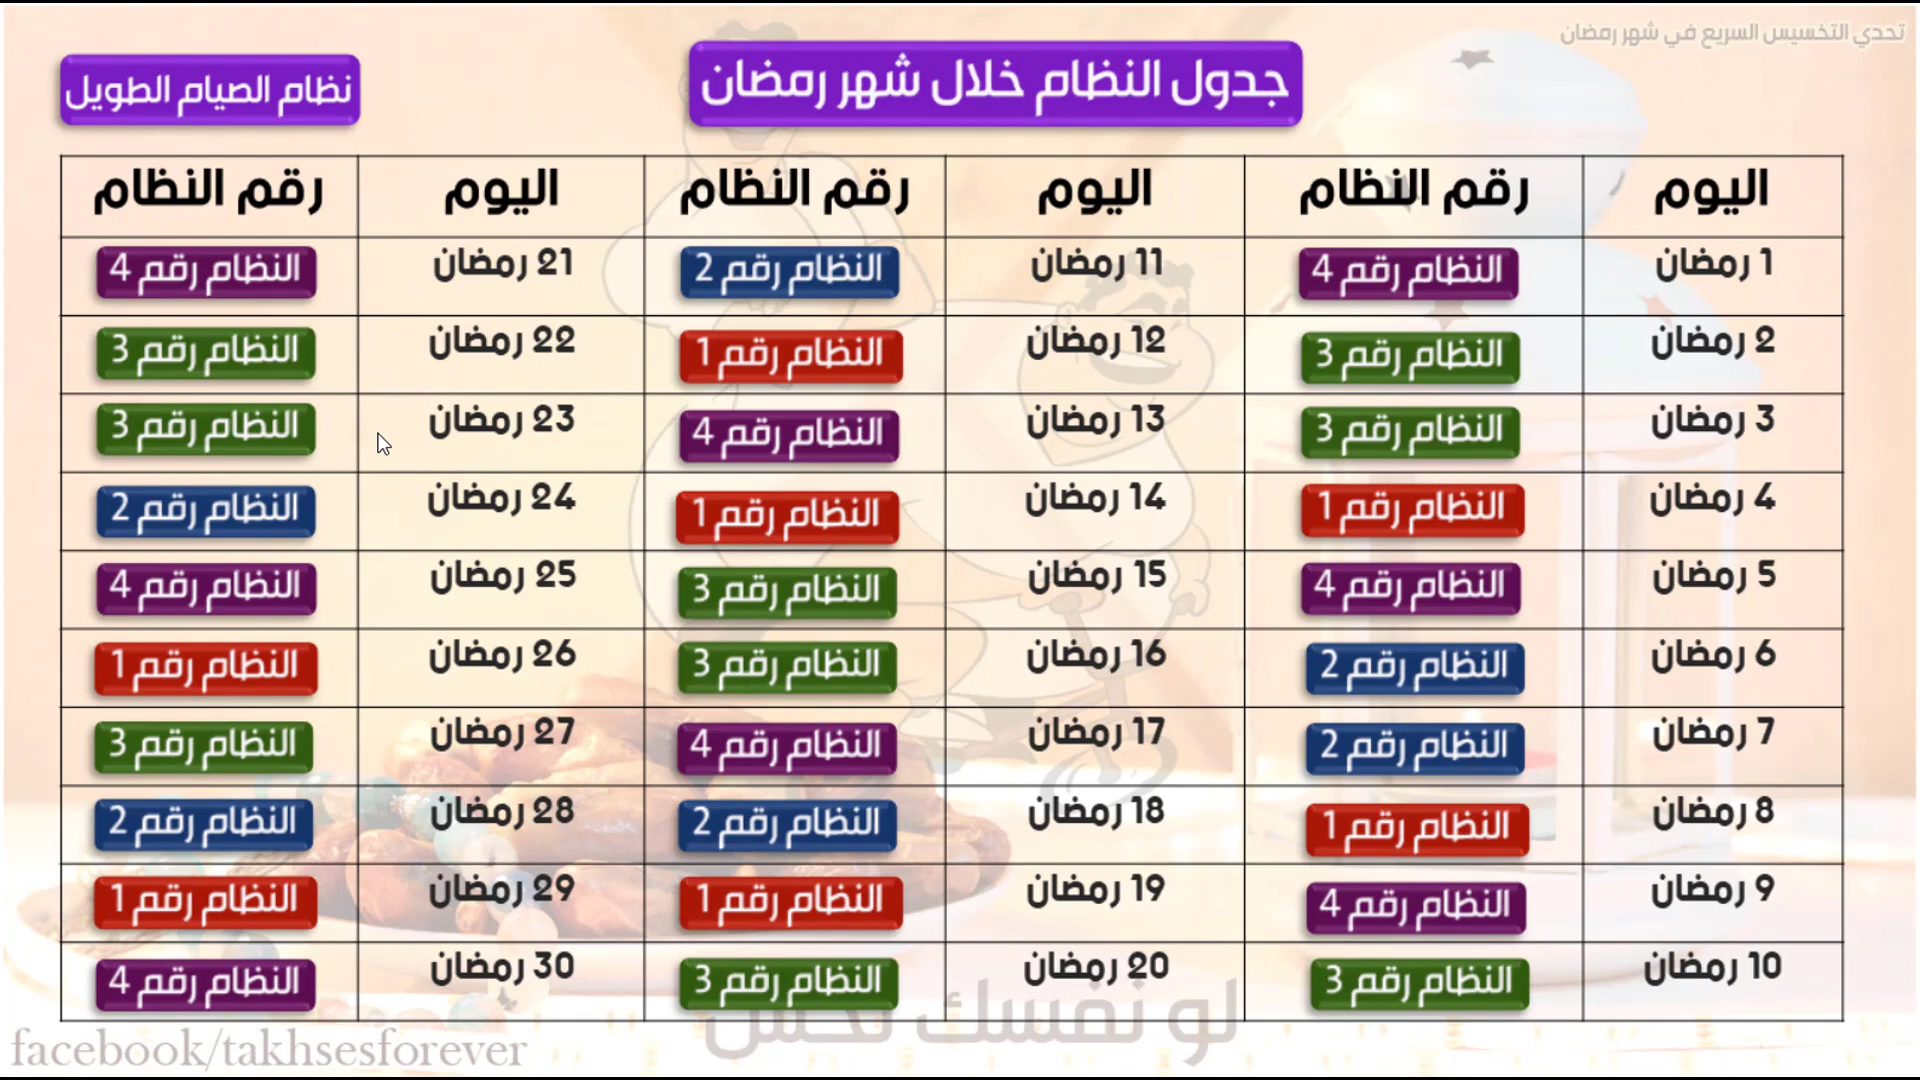 تحدي التخسيس السريع في شهر رمضان
جدول النظام خلال شهر رمضان
نظام الصيام الطويل
اليوم رقم النظام اليوم رقم النظام اليوم رقم النظام
1 رمضان النظام رقم 4 11 رمضان النظام رقم 2 21 رمضان النظام رقم 4
2 رمضان النظام رقم 3 12 رمضان النظام رقم 1 22 رمضان النظام رقم 3
3 رمضان النظام رقم 3 13 رمضان النظام رقم 4 23 رمضان النظام رقم 3
4 رمضان النظام رقم 1 14 رمضان النظام رقم 1 24 رمضان النظام رقم 2
5 رمضان النظام رقم 4 15 رمضان النظام رقم 3 25 رمضان النظام رقم 4
6 رمضان النظام رقم 2 16 رمضان النظام رقم 3 26 رمضان النظام رقم 1
7 رمضان النظام رقم 2 17 رمضان النظام رقم 4 27 رمضان النظام رقم 3
8 رمضان النظام رقم 1 18 رمضان النظام رقم 2 28 رمضان النظام رقم 2
9 رمضان النظام رقم 4 19 رمضان النظام رقم 1 29 رمضان النظام رقم 1
10 رمضان النظام رقم 3 20 رمضان النظام رقم 3 30 رمضان النظام رقم 4
لو نفسك تخس
facebook/takhsesforever